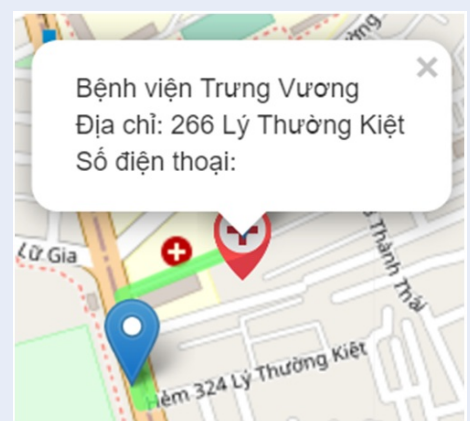 Bệnh viện Trưng Vương
Địa chỉ: 266 Lý Thường Kiệt
Số điện thoại:
Lữ Gia
Thành Thái
Hẻm 324 Lý Thường Kiệt